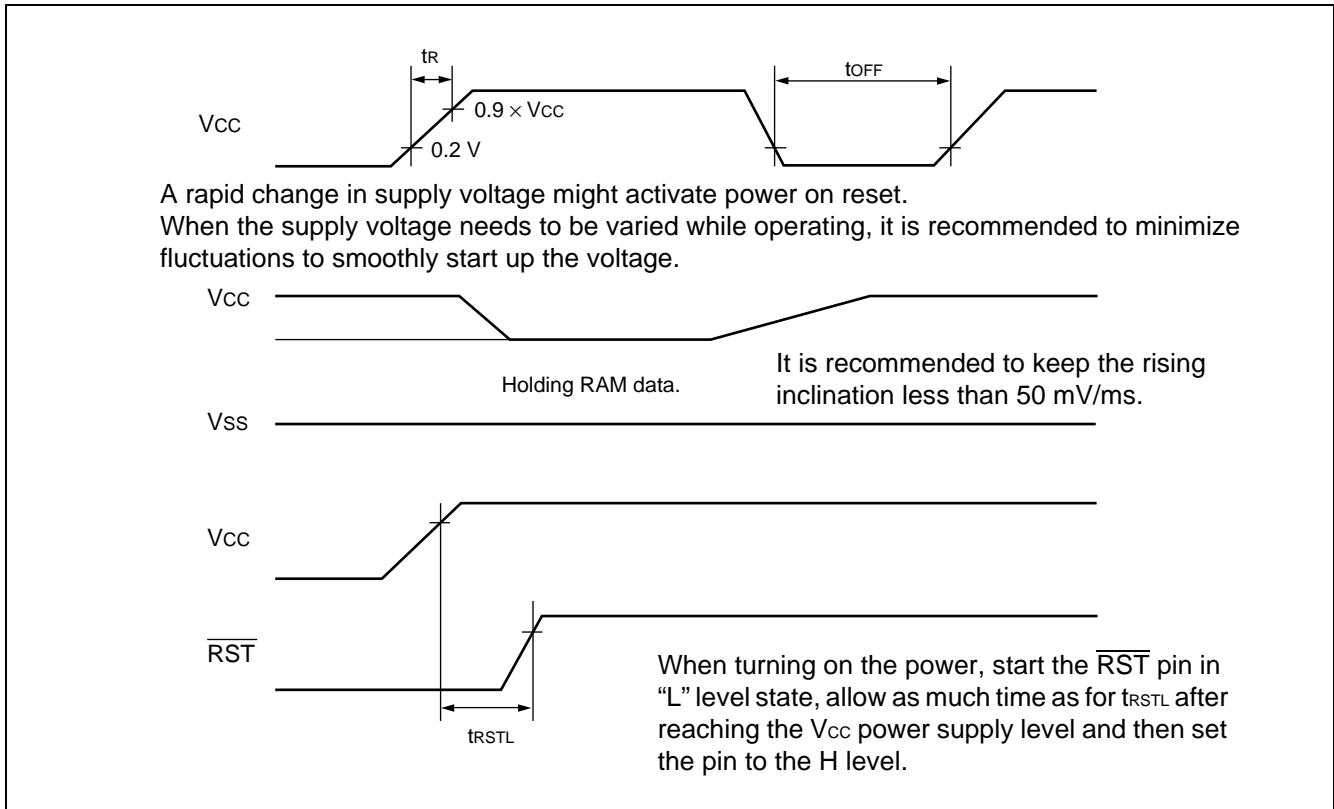 tR
tOFF
VCC
0.9 × VCC
0.2 V
A rapid change in supply voltage might activate power on reset.
When the supply voltage needs to be varied while operating, it is recommended to minimize
fluctuations to smoothly start up the voltage.
VCC
It is recommended to keep the rising
inclination less than 50 mV/ms.
Holding RAM data.
VSS
VCC
RST
When turning on the power, start the RST pin in
“L” level state, allow as much time as for tRSTL after
reaching the VCC power supply level and then set
the pin to the H level.
tRSTL